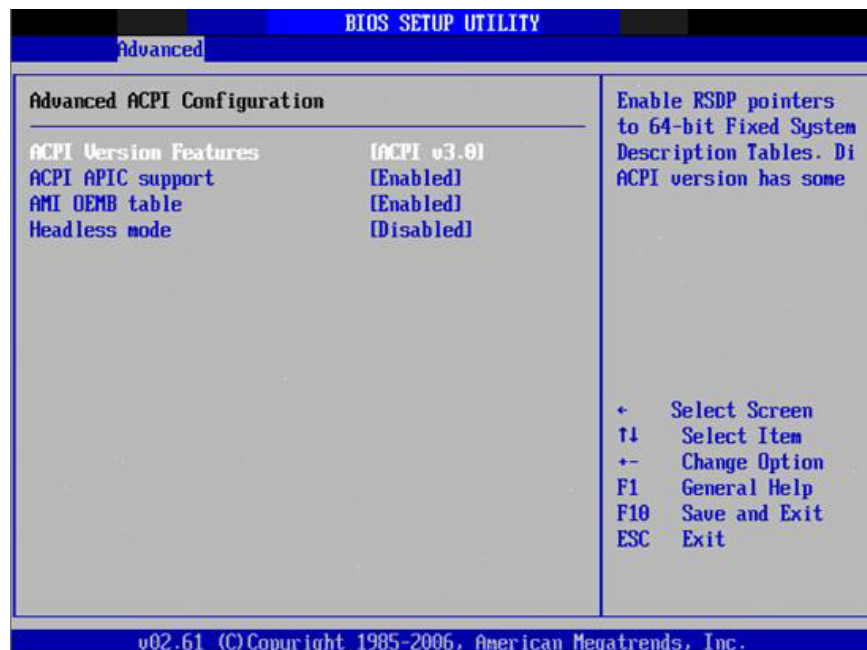 BIOS SETUP UTILITY
Advanced
Advanced ACPI Configuration
ACPI Version Features [ACPI v3.0]
ACPI APIC support [Enabled]
AMI OEMB table [Enabled]
Headless mode [Disabled]
Enable RSDP pointers
to 64-bit Fixed System
Description Tables. Di
ACPI version has some
← Select Screen
↑↓ Select Item
+- Change Option
F1 General Help
F10 Save and Exit
ESC Exit
v02.61 (C)Copyright 1985-2006, American Megatrends, Inc.